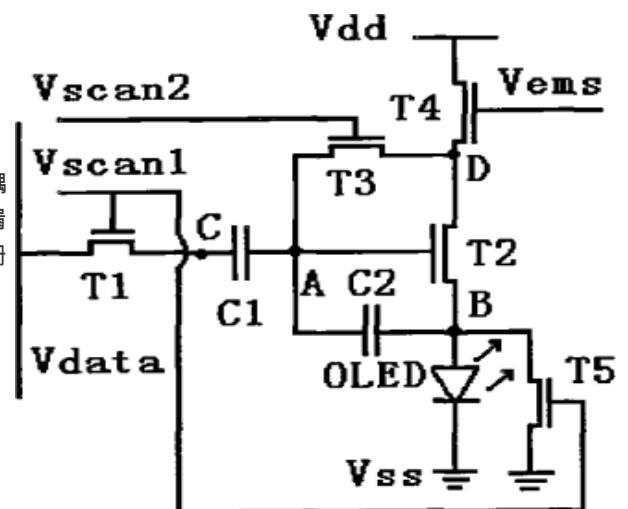 Vdd
Vems
Vscan2
T4
Vscan1
T3
D
C
T2
T1
A
C2
B
C1
Vdata
OLED
T5
Vss